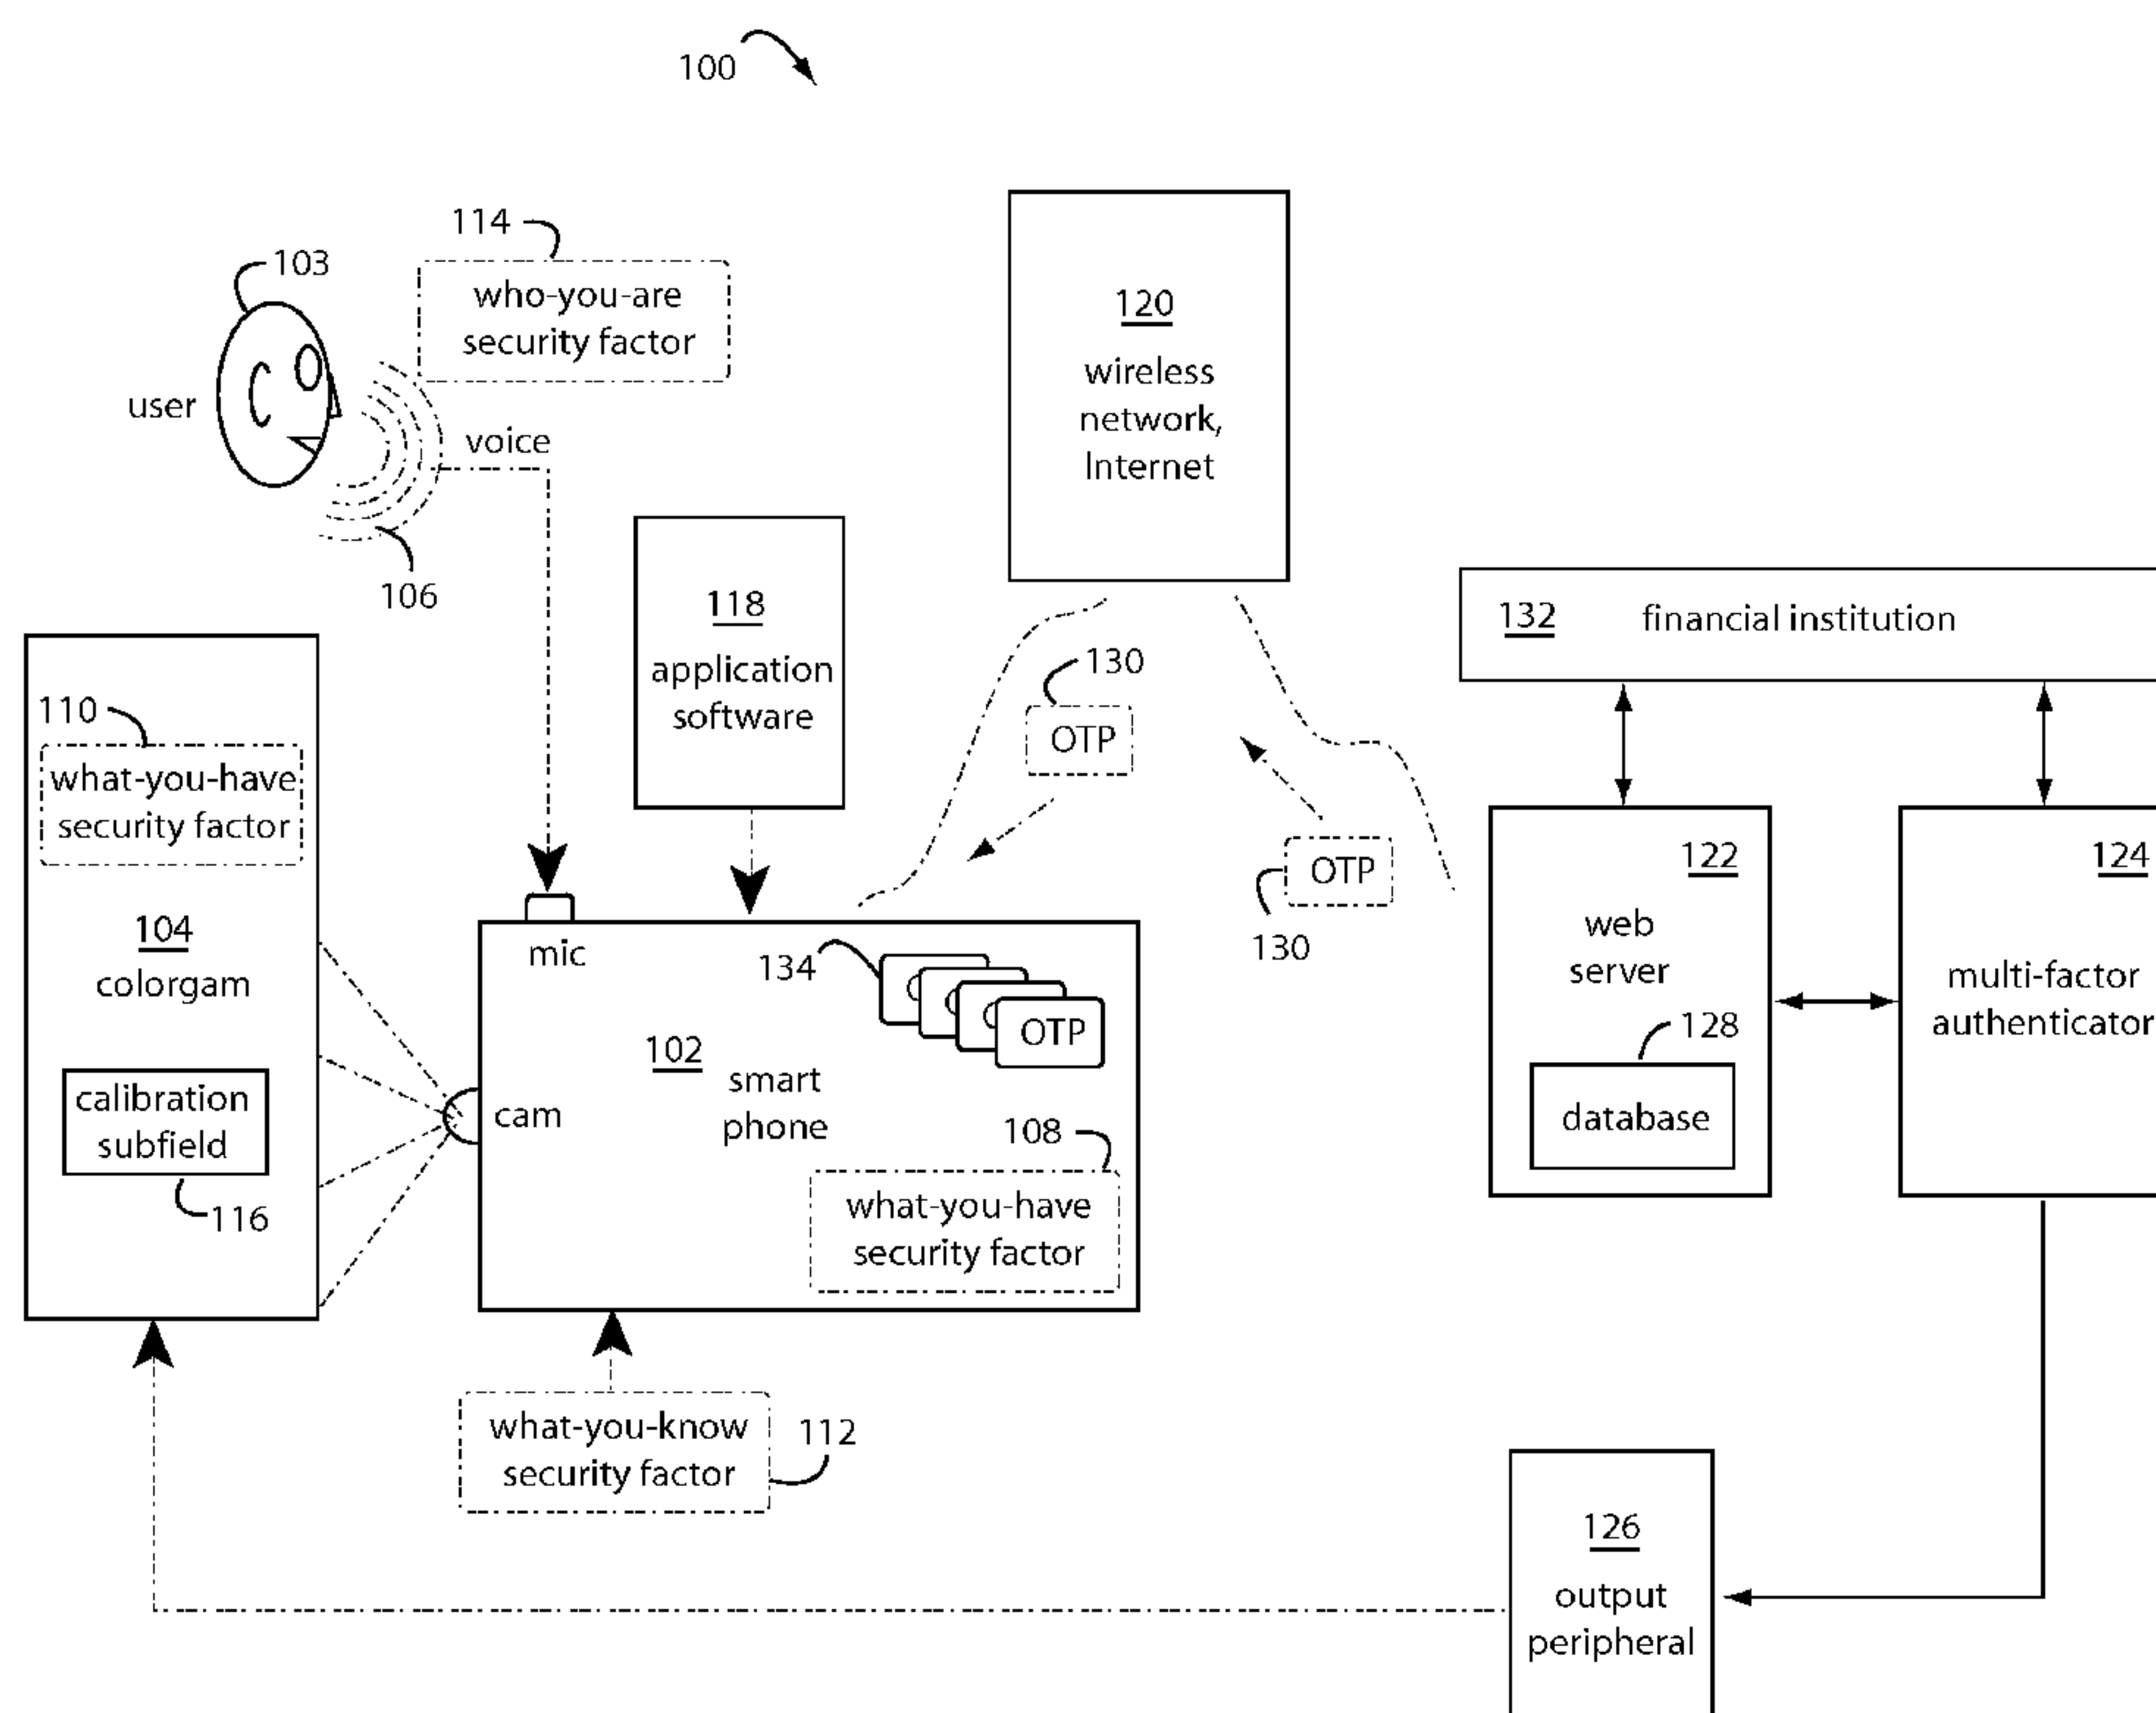 100
114
103
who-you-are
security factor
user
voice
106
120
wireless
network,
Internet
118
application
software
130
OTP
130
OTP
132 financial institution
110
what-you-have
security factor
104
colorgam
calibration
subfield
116
mic
134
OTP
102
smart
phone
cam
108
what-you-have
security factor
what-you-know
security factor
112
122
web
server
128
database
124
multi-factor
authenticator
126
output
peripheral